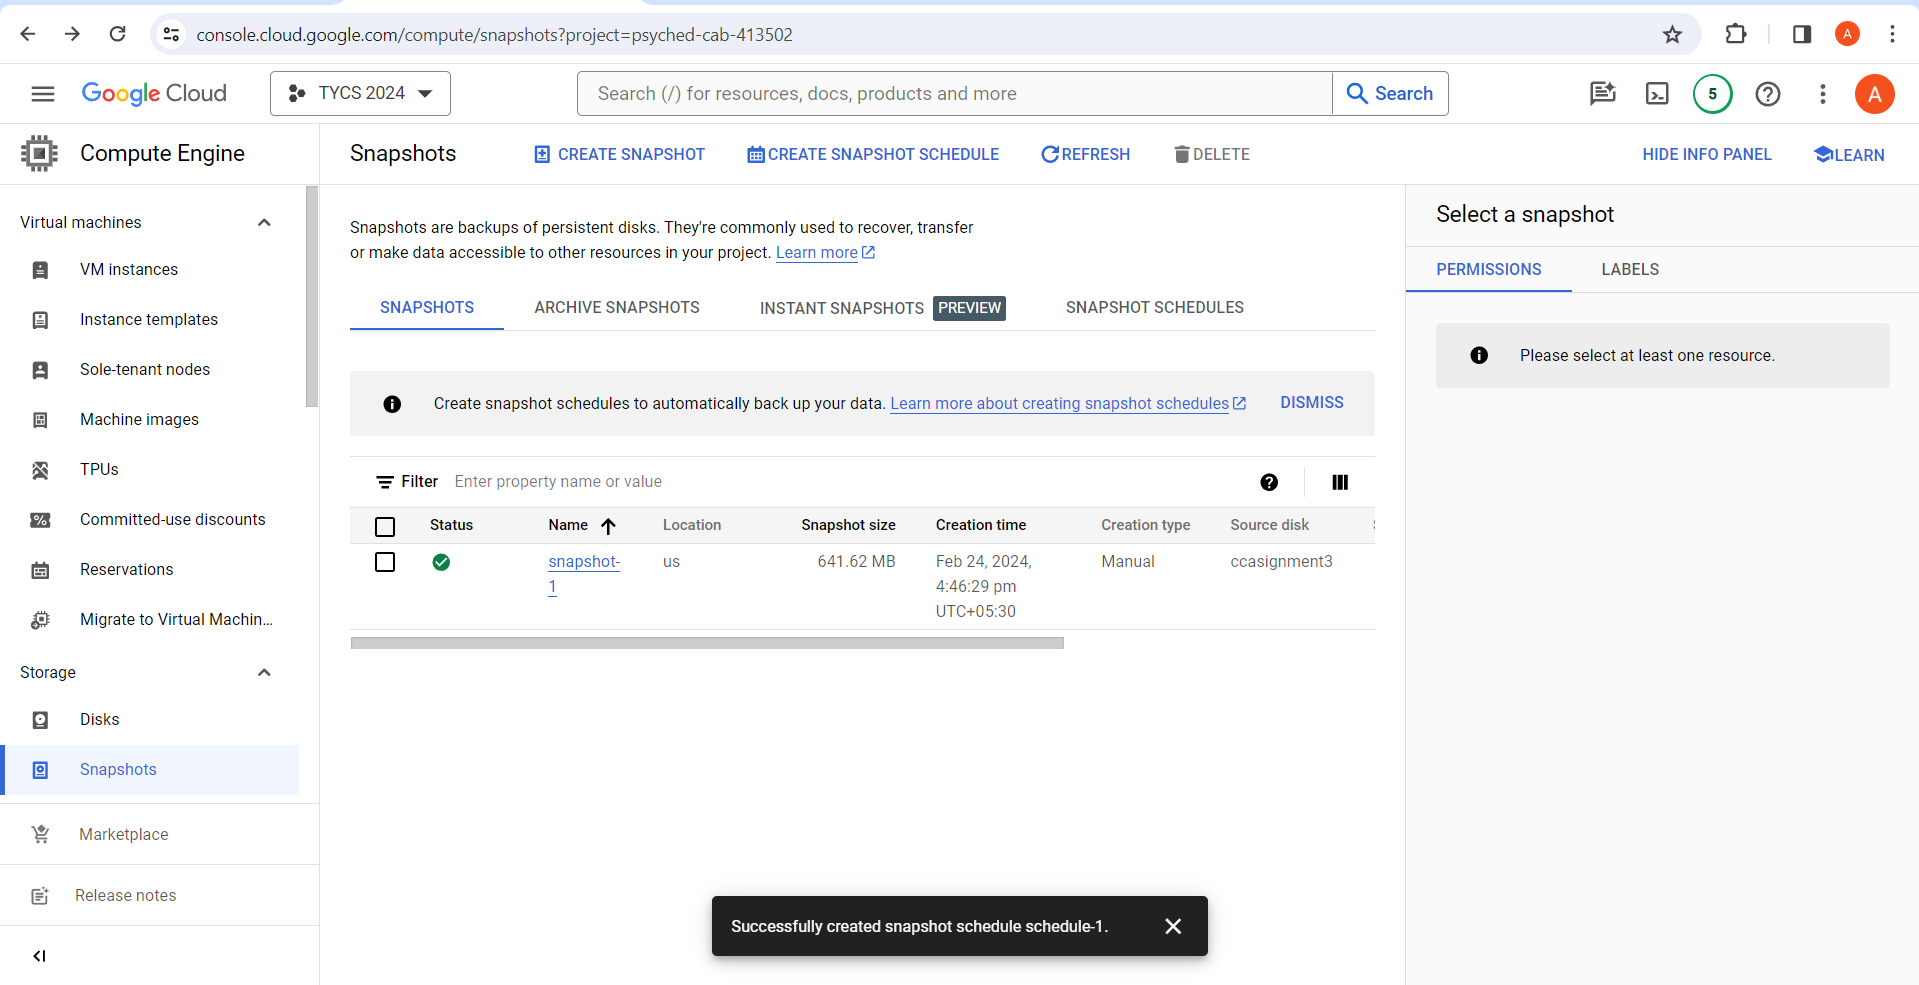 console.cloud.google.com/compute/snapshots?project=psyched-cab-413502
A
Google Cloud
TYCS 2024
Search (/) for resources, docs, products and more
Search
5
A
Compute Engine
Snapshots
CREATE SNAPSHOT
CREATE SNAPSHOT SCHEDULE
REFRESH
DELETE
HIDE INFO PANEL
LEARN
Virtual machines
VM instances
Instance templates
Sole-tenant nodes
Machine images
TPUs
Committed-use discounts
Reservations
Migrate to Virtual Machin...
Storage
Disks
Snapshots
Marketplace
Release notes
Snapshots are backups of persistent disks. They're commonly used to recover, transfer
or make data accessible to other resources in your project. Learn more
SNAPSHOTS
ARCHIVE SNAPSHOTS
INSTANT SNAPSHOTS PREVIEW
SNAPSHOT SCHEDULES
Create snapshot schedules to automatically back up your data. Learn more about creating snapshot schedules
DISMISS
Filter Enter property name or value
Status Name Location Snapshot size Creation time Creation type Source disk
snapshot- us 641.62 MB Feb 24, 2024, Manual ccasignment3
1 4:46:29 pm
UTC+05:30
Select a snapshot
PERMISSIONS
LABELS
Please select at least one resource.
Successfully created snapshot schedule schedule-1.